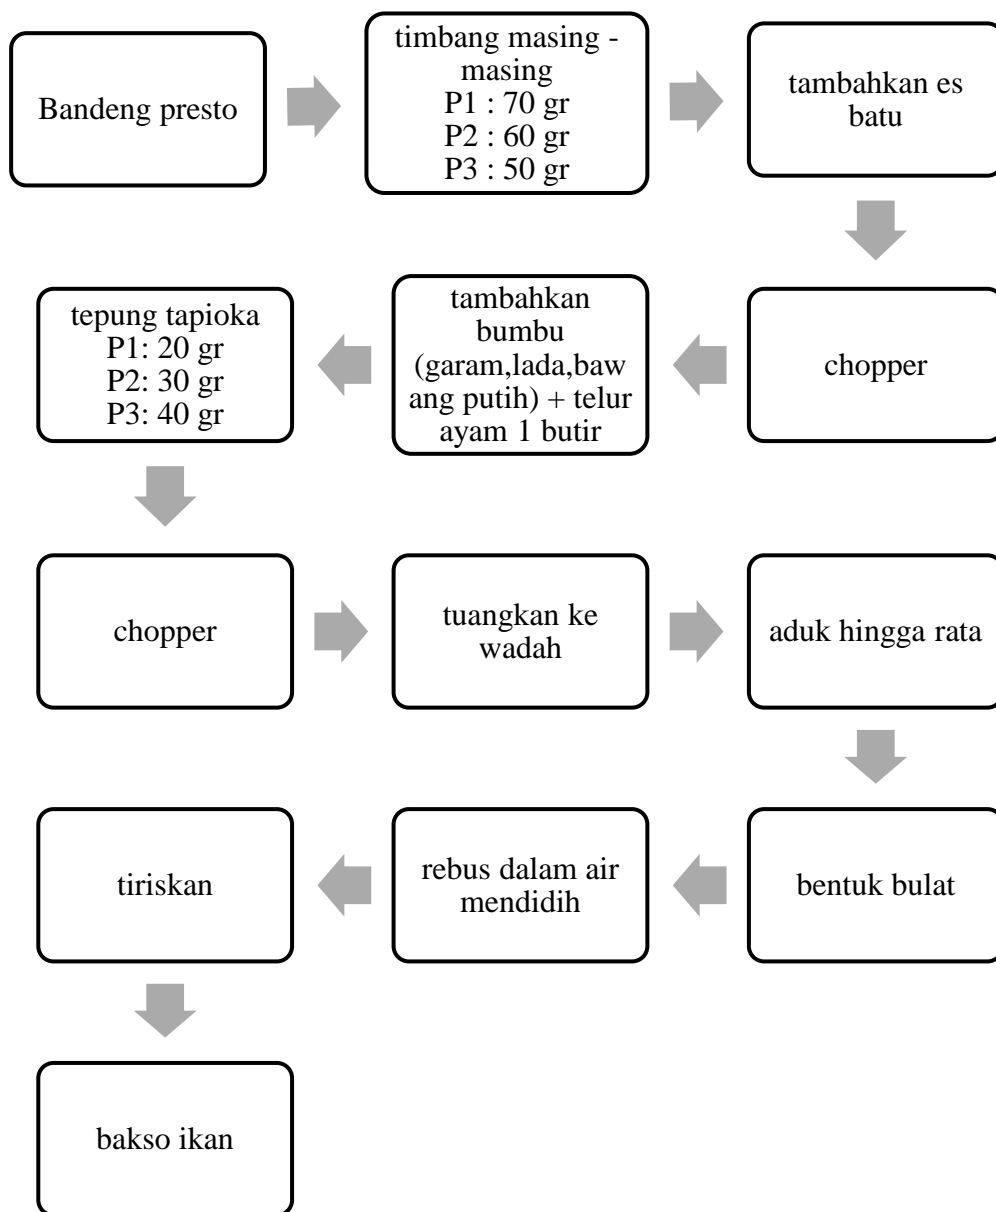 Bandeng presto
timbang masing -
masing
P1 : 70 gr
P2 : 60 gr
P3 : 50 gr
tambahkan es
batu
chopper
tambahkan
bumbu
(garam,lada,baw
ang putih) + telur
ayam 1 butir
tepung tapioka
P1: 20 gr
P2: 30 gr
P3: 40 gr
chopper
tuangkan ke
wadah
aduk hingga rata
bentuk bulat
rebus dalam air
mendidih
tiriskan
bakso ikan